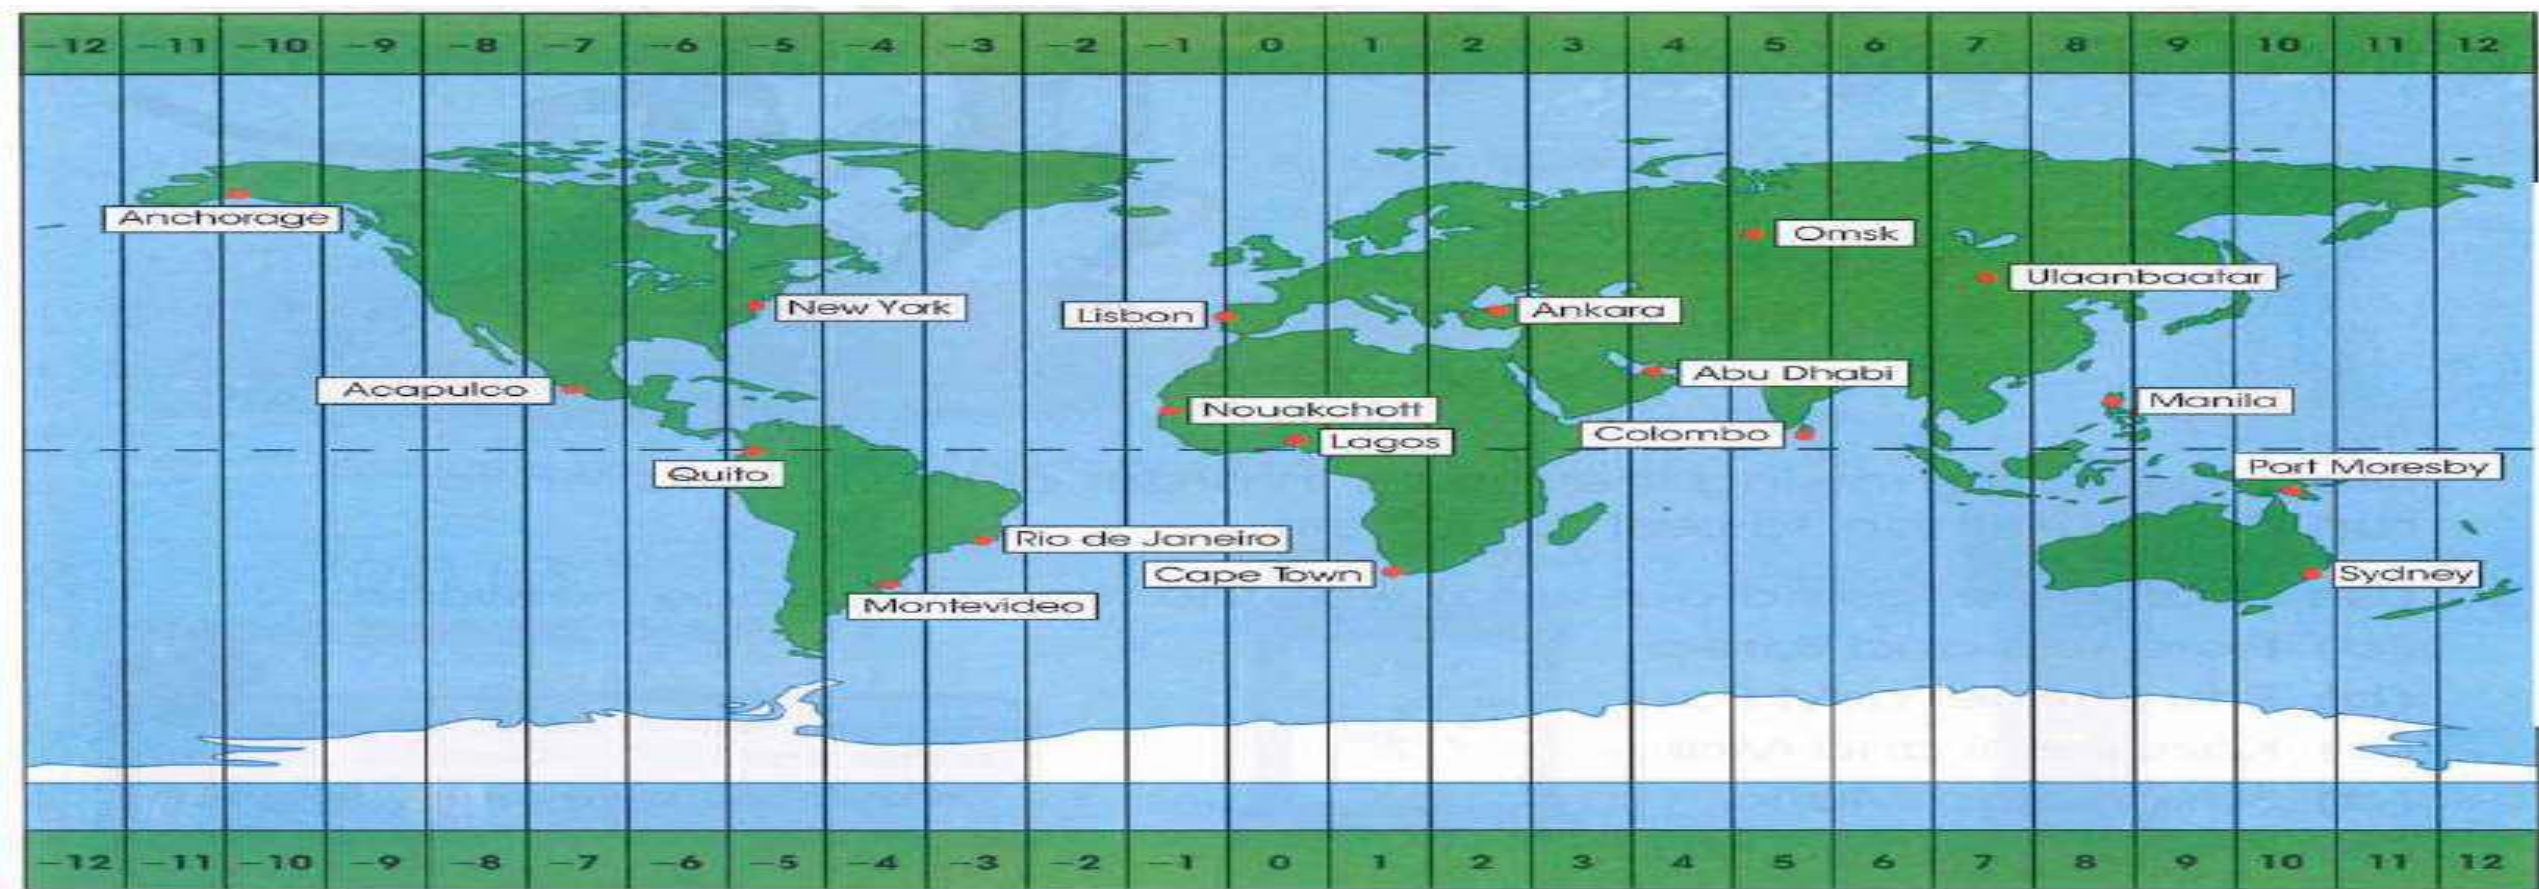 -12 -11 -10 -9 -8 -7 -6 -5 -4 -3 -2 -1 0 1 2 3 4 5 6 7 8 9 10 11 12
Anchorage
Omsk
Ulaanbaatar
New York
Lisbon
Ankara
Acapulco
Abu Dhabi
Nouakchott
Manila
Lagos
Colombo
Quito
Port Moresby
Rio de Janeiro
Cape Town
Sydney
Montevideo
-12 -11 -10 -9 -8 -7 -6 -5 -4 -3 -2 -1 0 1 2 3 4 5 6 7 8 9 10 11 12